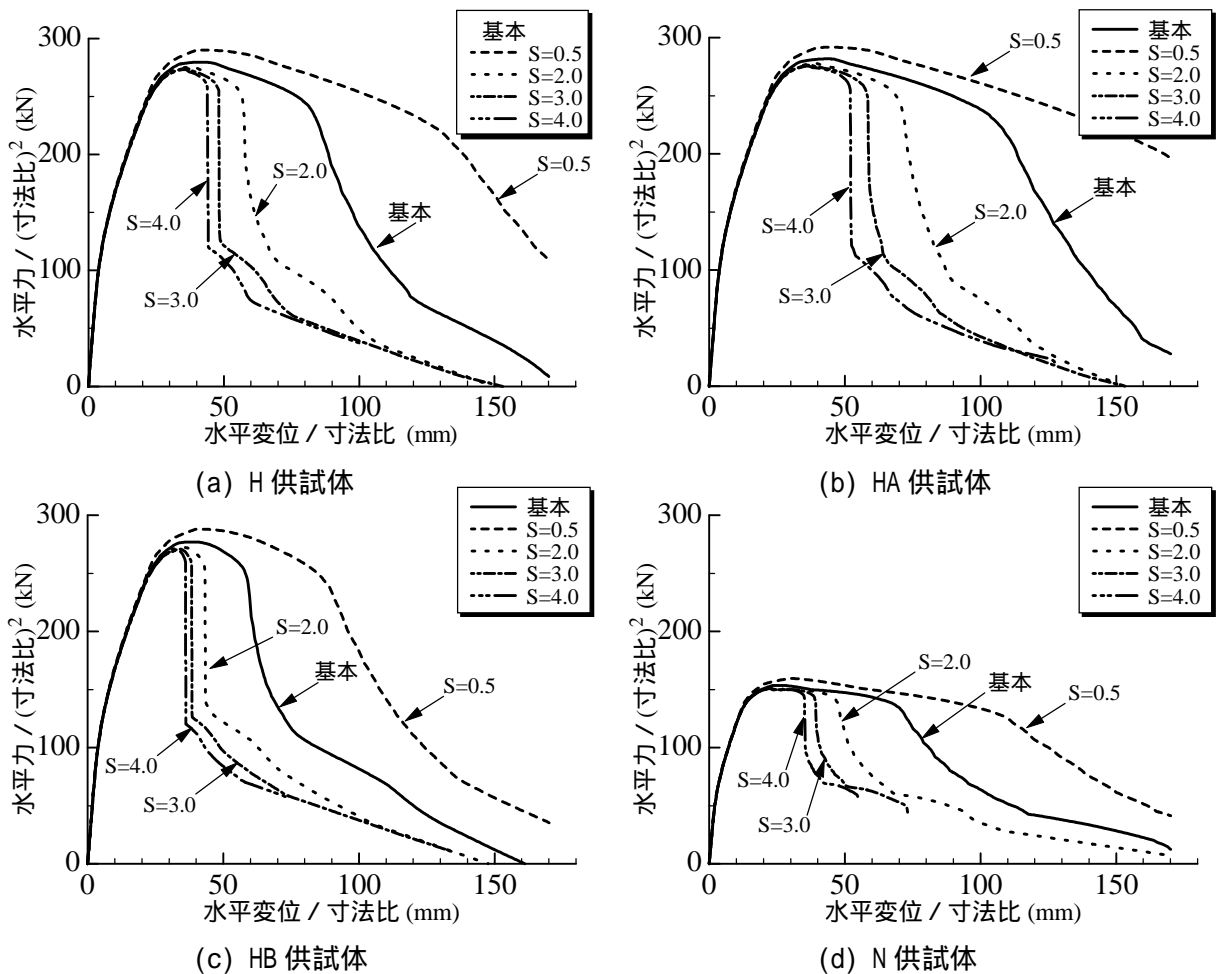 300
200
100
0
水平力 / (寸法比)² (kN)
0 50 100 150
水平変位 / 寸法比 (mm)
基本
S=0.5
S=2.0
S=3.0
S=4.0
S=0.5
S=2.0
S=4.0
基本
S=3.0
(a) H 供試体
300
200
100
0
水平力 / (寸法比)² (kN)
0 50 100 150
水平変位 / 寸法比 (mm)
基本
S=0.5
S=2.0
S=3.0
S=4.0
S=0.5
基本
S=2.0
S=4.0
S=3.0
(b) HA 供試体
300
200
100
0
水平力 / (寸法比)² (kN)
0 50 100 150
水平変位 / 寸法比 (mm)
基本
S=0.5
S=2.0
S=3.0
S=4.0
S=2.0
基本
S=0.5
S=4.0
S=3.0
(c) HB 供試体
300
200
100
0
水平力 / (寸法比)² (kN)
0 50 100 150
水平変位 / 寸法比 (mm)
基本
S=0.5
S=2.0
S=3.0
S=4.0
S=2.0
基本
S=0.5
S=4.0
S=3.0
(d) N 供試体